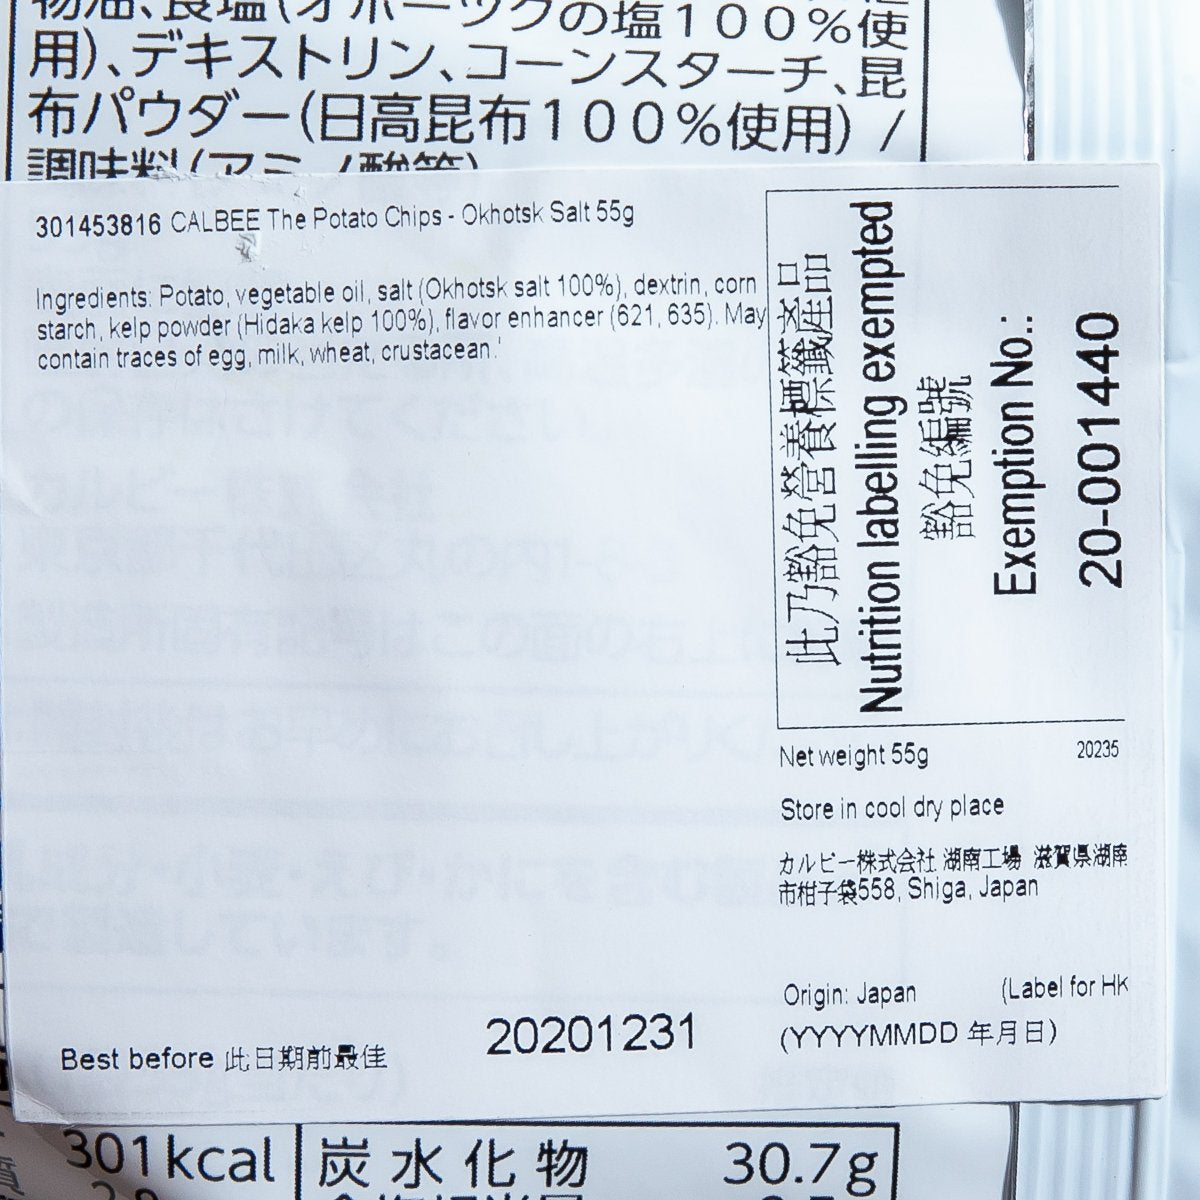 物油、食塩(オホーツクの塩100%使
用)、デキストリン、コーンスターチ、昆
布パウダー(日高昆布100%使用)/
調味料(アミノ酸等)
301453816 CALBEE The Potato Chips - Okhotsk Salt 55g
Ingredients: Potato, vegetable oil, salt (Okhotsk salt 100%), dextrin, corn
starch, kelp powder (Hidaka kelp 100%), flavor enhancer (621, 635). May
contain traces of egg, milk, wheat, crustacean.'
此乃豁免營養標籤產品
Nutrition labelling exempted
豁免編號
Exemption No.:
20-001440
Net weight 55g 20235
Store in cool dry place
カルビー株式会社 湖南工場 滋賀県湖南
市柑子袋558, Shiga, Japan
Origin: Japan (Label for HK
(YYYYMMDD 年月日)
Best before 此日期前最佳 20201231
301kcal 炭水化物 30.7g